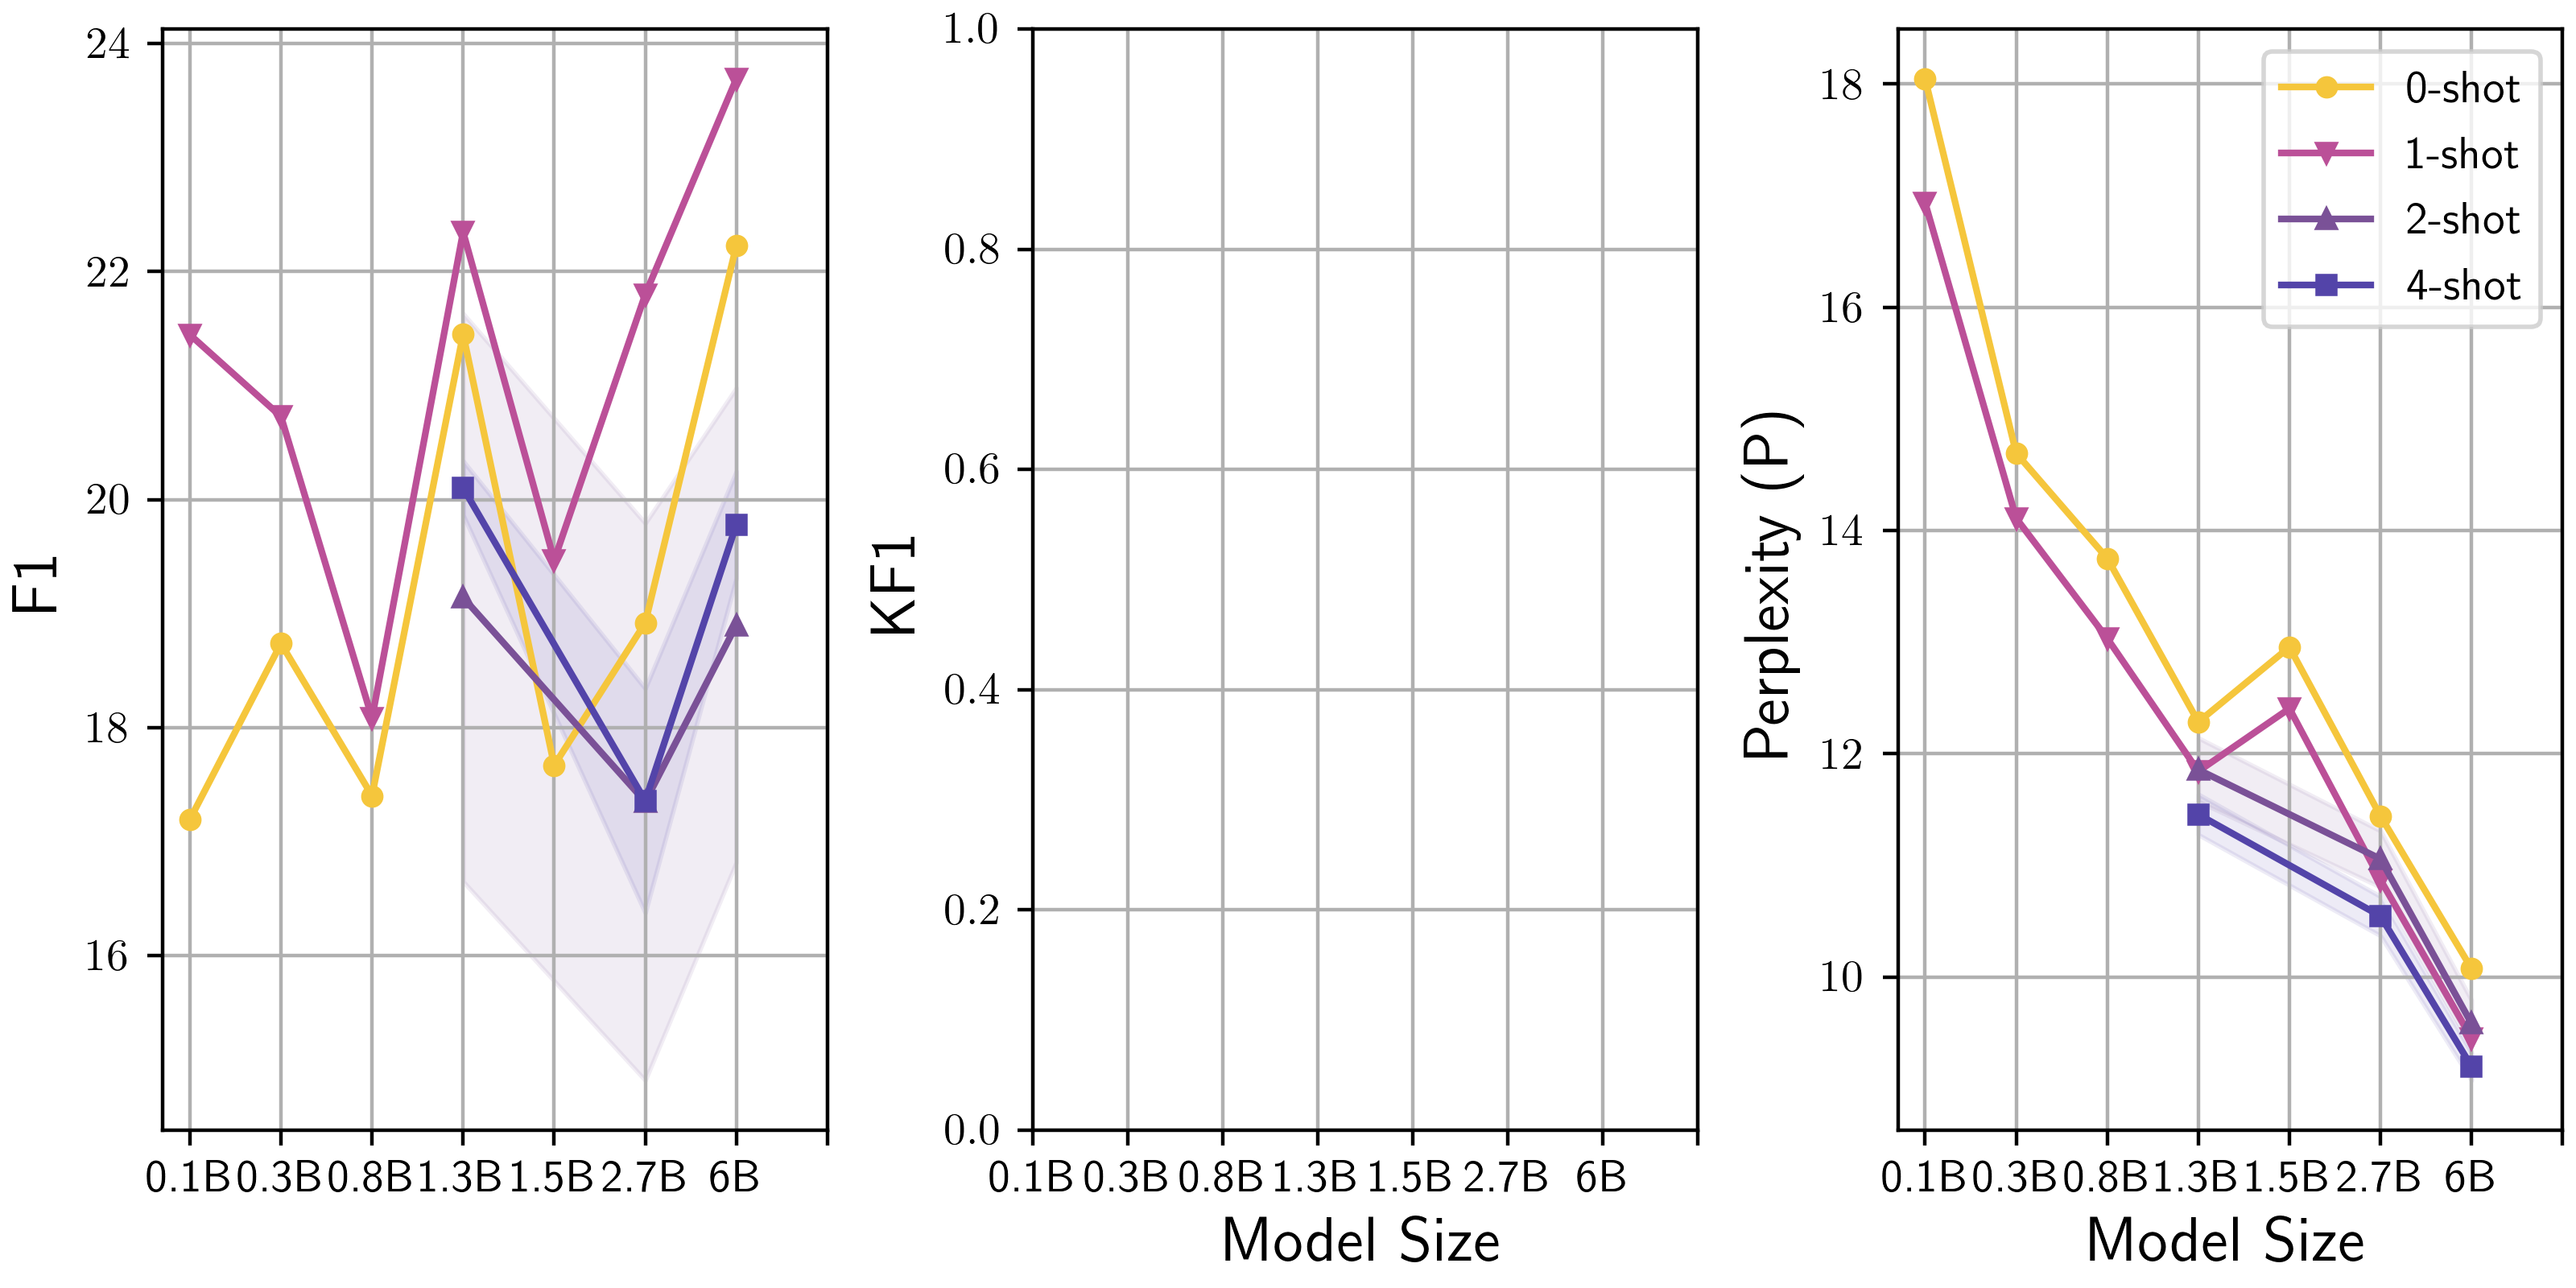 F1
24
22
20
18
16
0.1B 0.3B 0.8B 1.3B 1.5B 2.7B 6B
KF1
1.0
0.8
0.6
0.4
0.2
0.0
0.1B 0.3B 0.8B 1.3B 1.5B 2.7B 6B
Model Size
Perplexity (P)
18
16
14
12
10
0-shot
1-shot
2-shot
4-shot
0.1B 0.3B 0.8B 1.3B 1.5B 2.7B 6B
Model Size